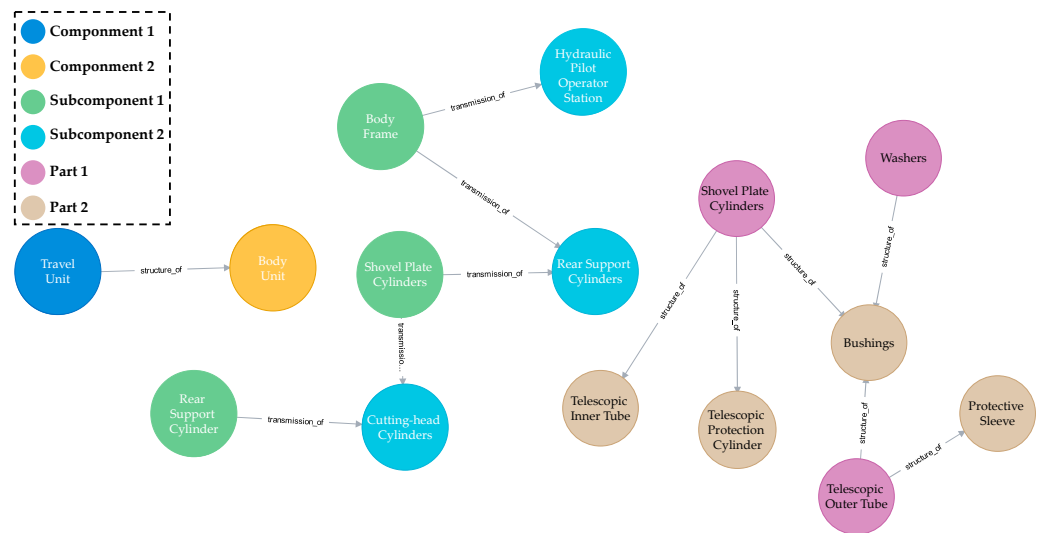 Componment 1
Componment 2
Subcomponent 1
Subcomponent 2
Part 1
Part 2
Hydraulic
Pilot
Operator
Station
transmission_of
Body
Frame
transmission_of
Washers
Shovel Plate
Cylinders
structure_of
Travel
Unit
structure_of
Body
Unit
Shovel Plate
Cylinders
transmission_of
Rear Support
Cylinders
structure_of
structure_of
structure_of
transmissio...
Bushings
Rear
Support
Cylinder
transmission_of
Cutting-head
Cylinders
Telescopic
Inner Tube
Telescopic
Protection
Cylinder
structure_of
Protective
Sleeve
structure_of
Telescopic
Outer Tube